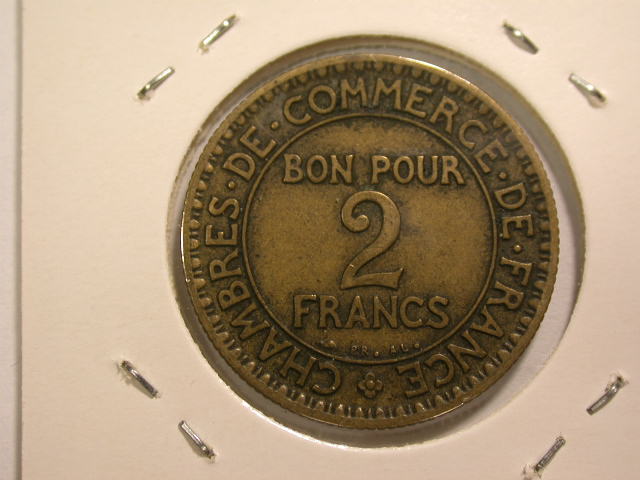 CHAMBRES·DE·COMMERCE·DE·FRANCE
BON POUR
2
FRANCS